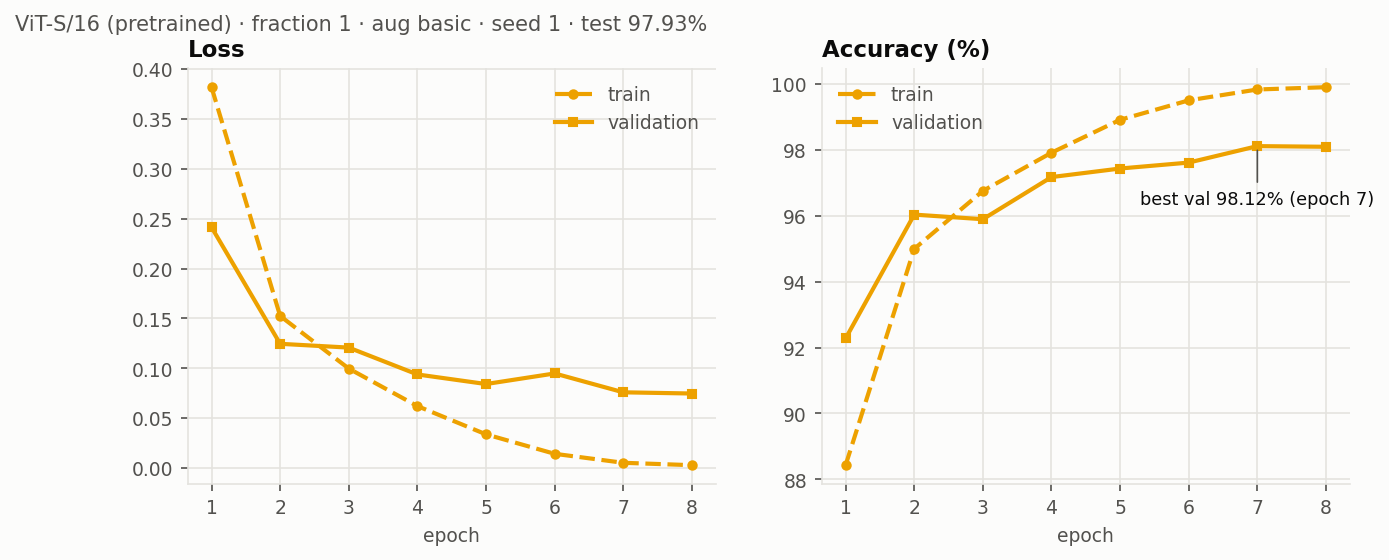 ViT-S/16 (pretrained) · fraction 1 · aug basic · seed 1 · test 97.93%
Loss
0.40
0.35
0.30
0.25
0.20
0.15
0.10
0.05
0.00
train
validation
1 2 3 4 5 6 7 8
epoch
Accuracy (%)
100
98
96
94
92
90
88
train
validation
best val 98.12% (epoch 7)
1 2 3 4 5 6 7 8
epoch